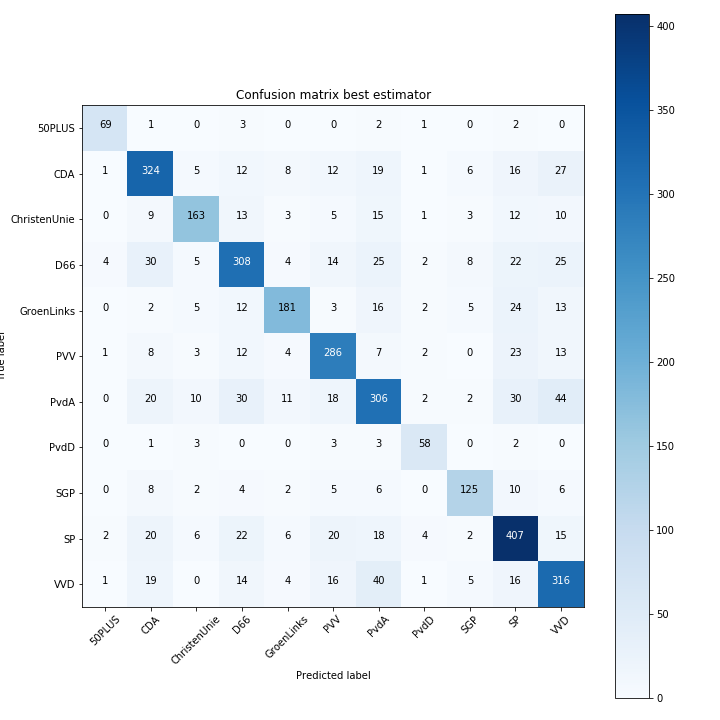 Confusion matrix best estimator
50PLUS 69 1 0 3 0 0 2 1 0 2 0
CDA 1 324 5 12 8 12 19 1 6 16 27
ChristenUnie 0 9 163 13 3 5 15 1 3 12 10
D66 4 30 5 308 4 14 25 2 8 22 25
GroenLinks 0 2 5 12 181 3 16 2 5 24 13
PVV 1 8 3 12 4 286 7 2 0 23 13
PvdA 0 20 10 30 11 18 306 2 2 30 44
PvdD 0 1 3 0 0 3 3 58 0 2 0
SGP 0 8 2 4 2 5 6 0 125 10 6
SP 2 20 6 22 6 20 18 4 2 407 15
VVD 1 19 0 14 4 16 40 1 5 16 316
50PLUS CDA ChristenUnie D66 GroenLinks PVV PvdA PvdD SGP SP VVD
Predicted label
400
350
300
250
200
150
100
50
0